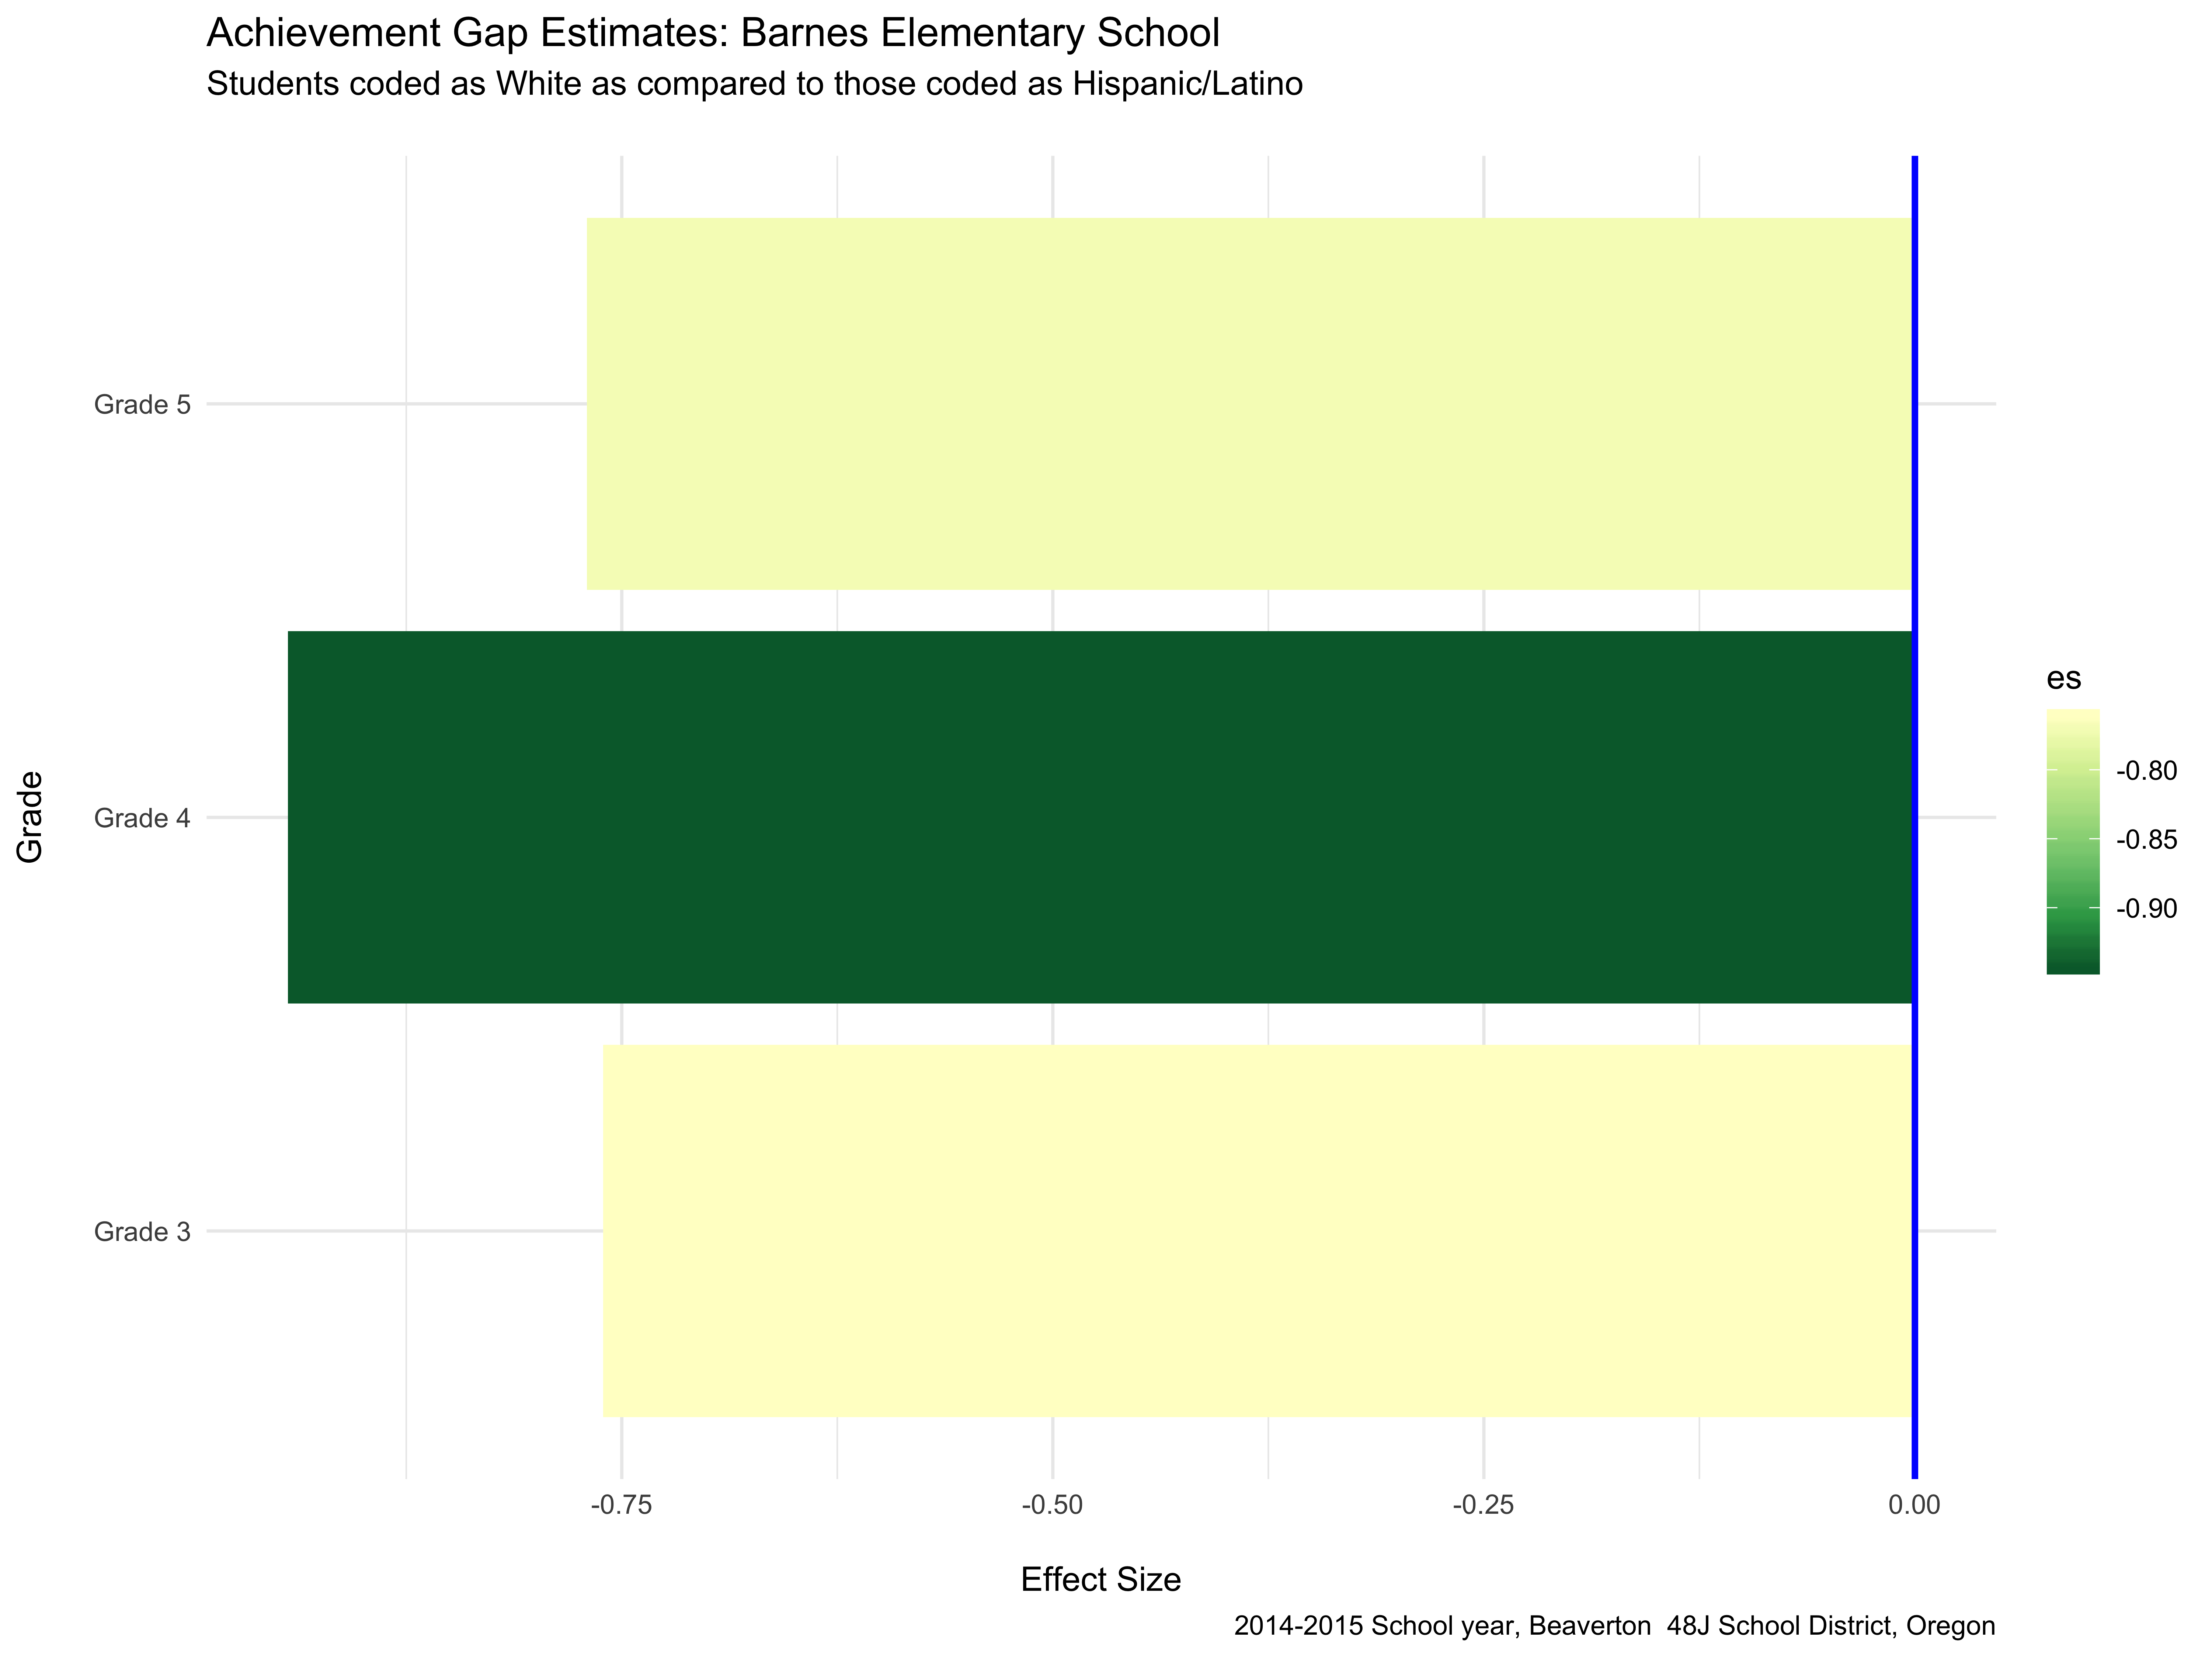 Achievement Gap Estimates: Barnes Elementary School
Students coded as White as compared to those coded as Hispanic/Latino
Grade 5
Grade 4
Grade 3
Grade
-0.75 -0.50 -0.25 0.00
Effect Size
es
-0.80
-0.85
-0.90
2014-2015 School year, Beaverton  48J School District, Oregon